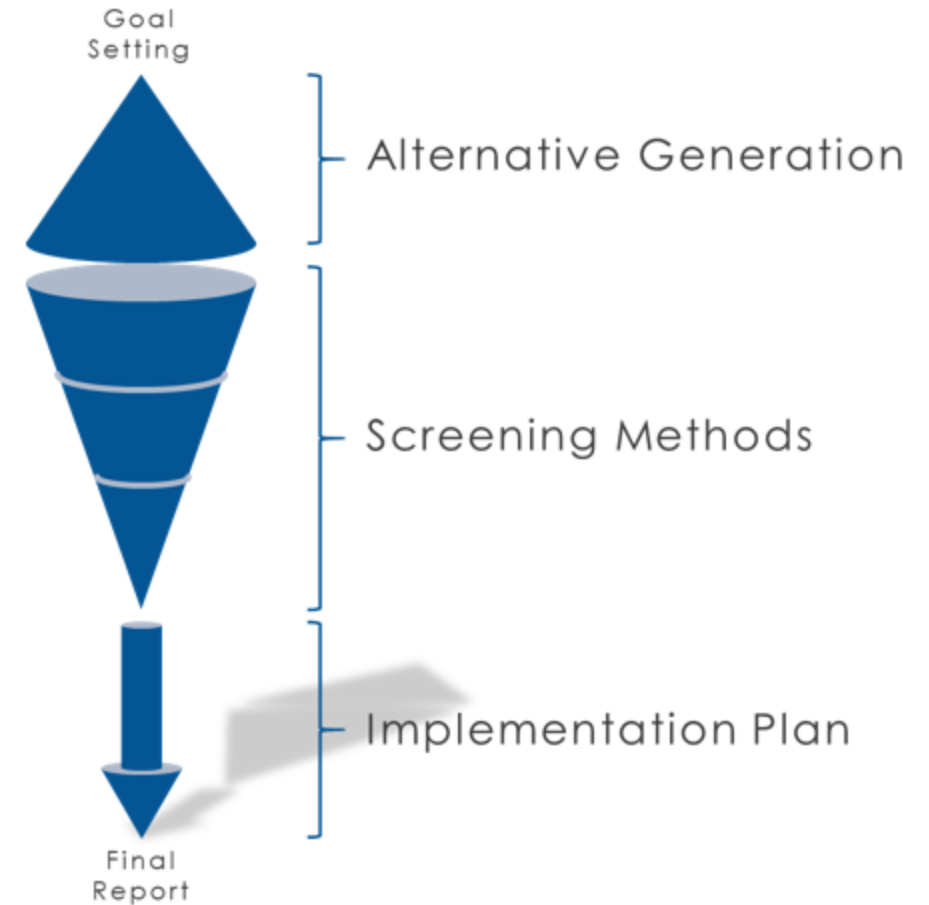 Goal
Setting
Alternative Generation
Screening Methods
Implementation Plan
Final
Report